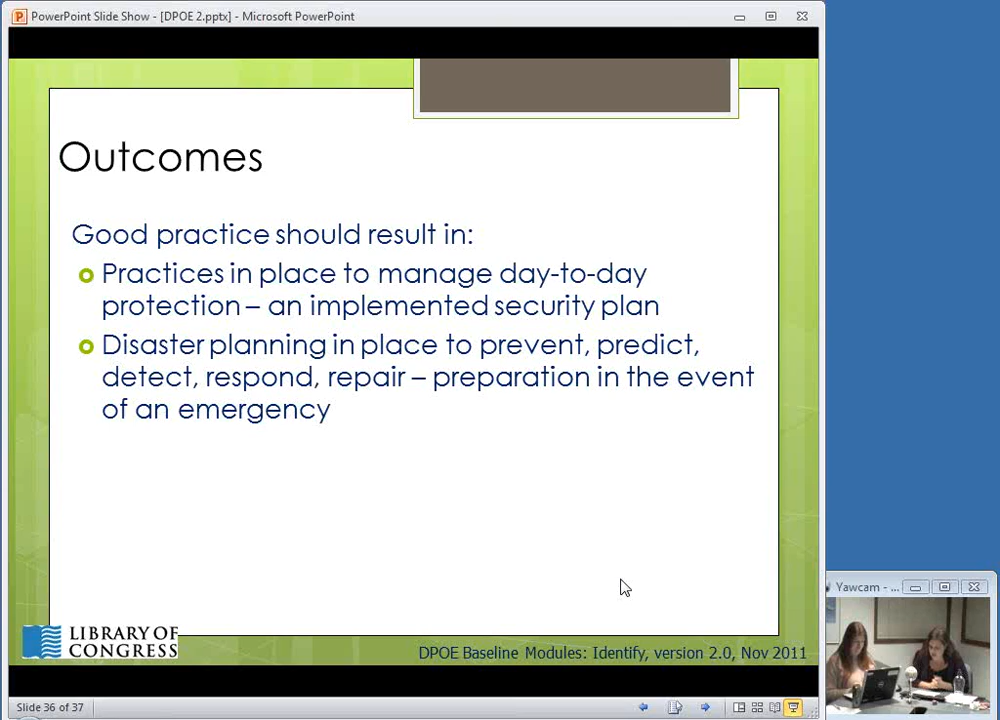 PowerPoint Slide Show - [DPOE 2.pptx] - Microsoft PowerPoint
Outcomes
Good practice should result in:
Practices in place to manage day-to-day
protection – an implemented security plan
Disaster planning in place to prevent, predict,
detect, respond, repair – preparation in the event
of an emergency
LIBRARY OF
CONGRESS
DPOE Baseline Modules: Identify, version 2.0, Nov 2011
Slide 36 of 37
Yawcam - ...